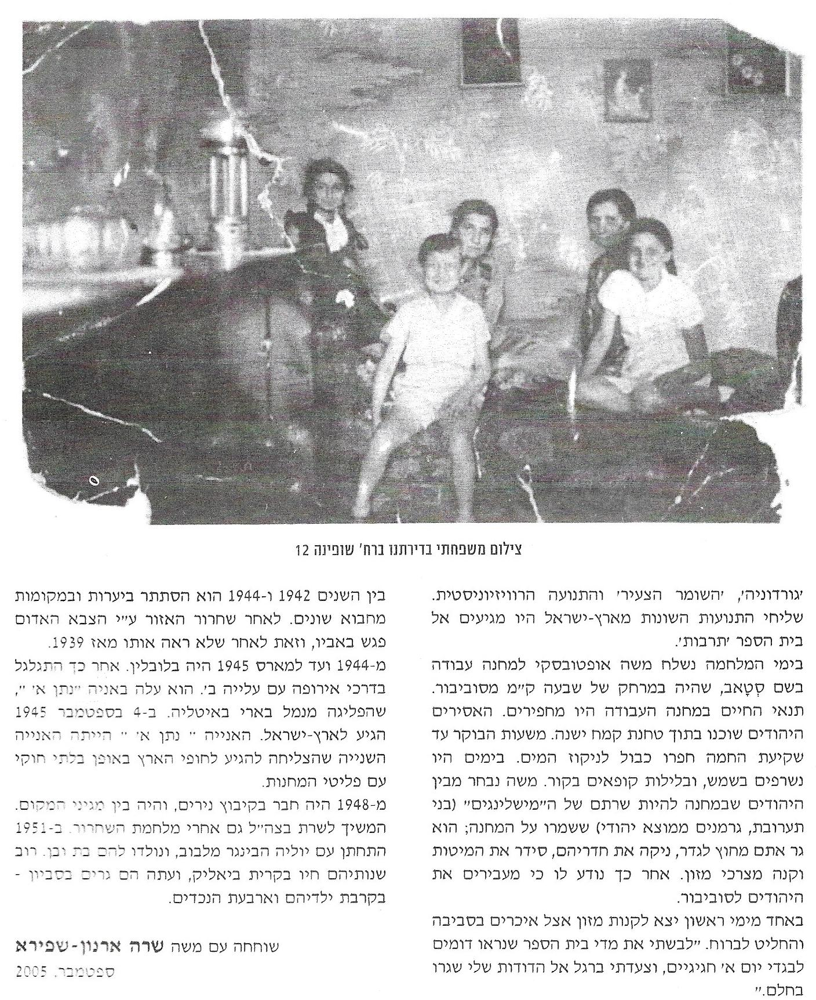 צילום משפחתי בדירתנו ברח' שופינה 12
'גורדוניה', 'השומר הצעיר' והתנועה הרוויזיוניסטית.
שליחי התנועות השונות מארץ-ישראל היו מגיעים אל
בית הספר 'תרבות'.
בימי המלחמה נשלח משה אופטובסקי למחנה עבודה
בשם סְטָאב, שהיה במרחק של שבעה ק"מ מסוביבור.
תנאי החיים במחנה העבודה היו מחפירים. האסירים
היהודים שוכנו בתוך טחנת קמח ישנה. משעות הבוקר עד
שקיעת החמה חפרו כבול לניקוז המים. בימים היו
נשרפים בשמש, ובלילות קופאים בקור. משה נבחר מבין
היהודים שבמחנה להיות שרתם של ה"מישלינגים" (בני
תערובת, גרמנים ממוצא יהודי) ששמרו על המחנה; הוא
גר אתם מחוץ לגדר, ניקה את חדריהם, סידר את המיטות
וקנה מצרכי מזון. אחר כך נודע לו כי מעבירים את
היהודים לסוביבור.
באחד מימי ראשון יצא לקנות מזון אצל איכרים בסביבה
והחליט לברוח. "לבשתי את מדי בית הספר שנראו דומים
לבגדי יום א' חגיגיים, וצעדתי ברגל אל הדודות שלי שגרו
בחלם."
בין השנים 1942 ו-1944 הוא הסתתר ביערות ובמקומות
מחבוא שונים. לאחר שחרור האזור ע"י הצבא האדום
פגש באביו, וזאת לאחר שלא ראה אותו מאז 1939.
מ-1944 ועד למארס 1945 היה בלובלין. אחר כך התגלגל
בדרכי אירופה עם עלייה ב'. הוא עלה באניה "נתן א' ",
שהפליגה מנמל בארי באיטליה. ב-4 בספטמבר 1945
הגיע לארץ-ישראל. האנייה " נתן א' " הייתה האנייה
השנייה שהצליחה להגיע לחופי הארץ באופן בלתי חוקי
עם פליטי המחנות.
מ-1948 היה חבר בקיבוץ נירים, והיה בין מגיני המקום.
המשיך לשרת בצה"ל גם אחרי מלחמת השחרור. ב-1951
התחתן עם יוליה הבינגר מלבוב, ונולדו להם בת ובן. רוב
שנותיהם חיו בקרית ביאליק, ועתה הם גרים בסביון -
בקרבת ילדיהם וארבעת הנכדים.
שוחחה עם משה שרה ארנון-שפירא
ספטמבר, 2005